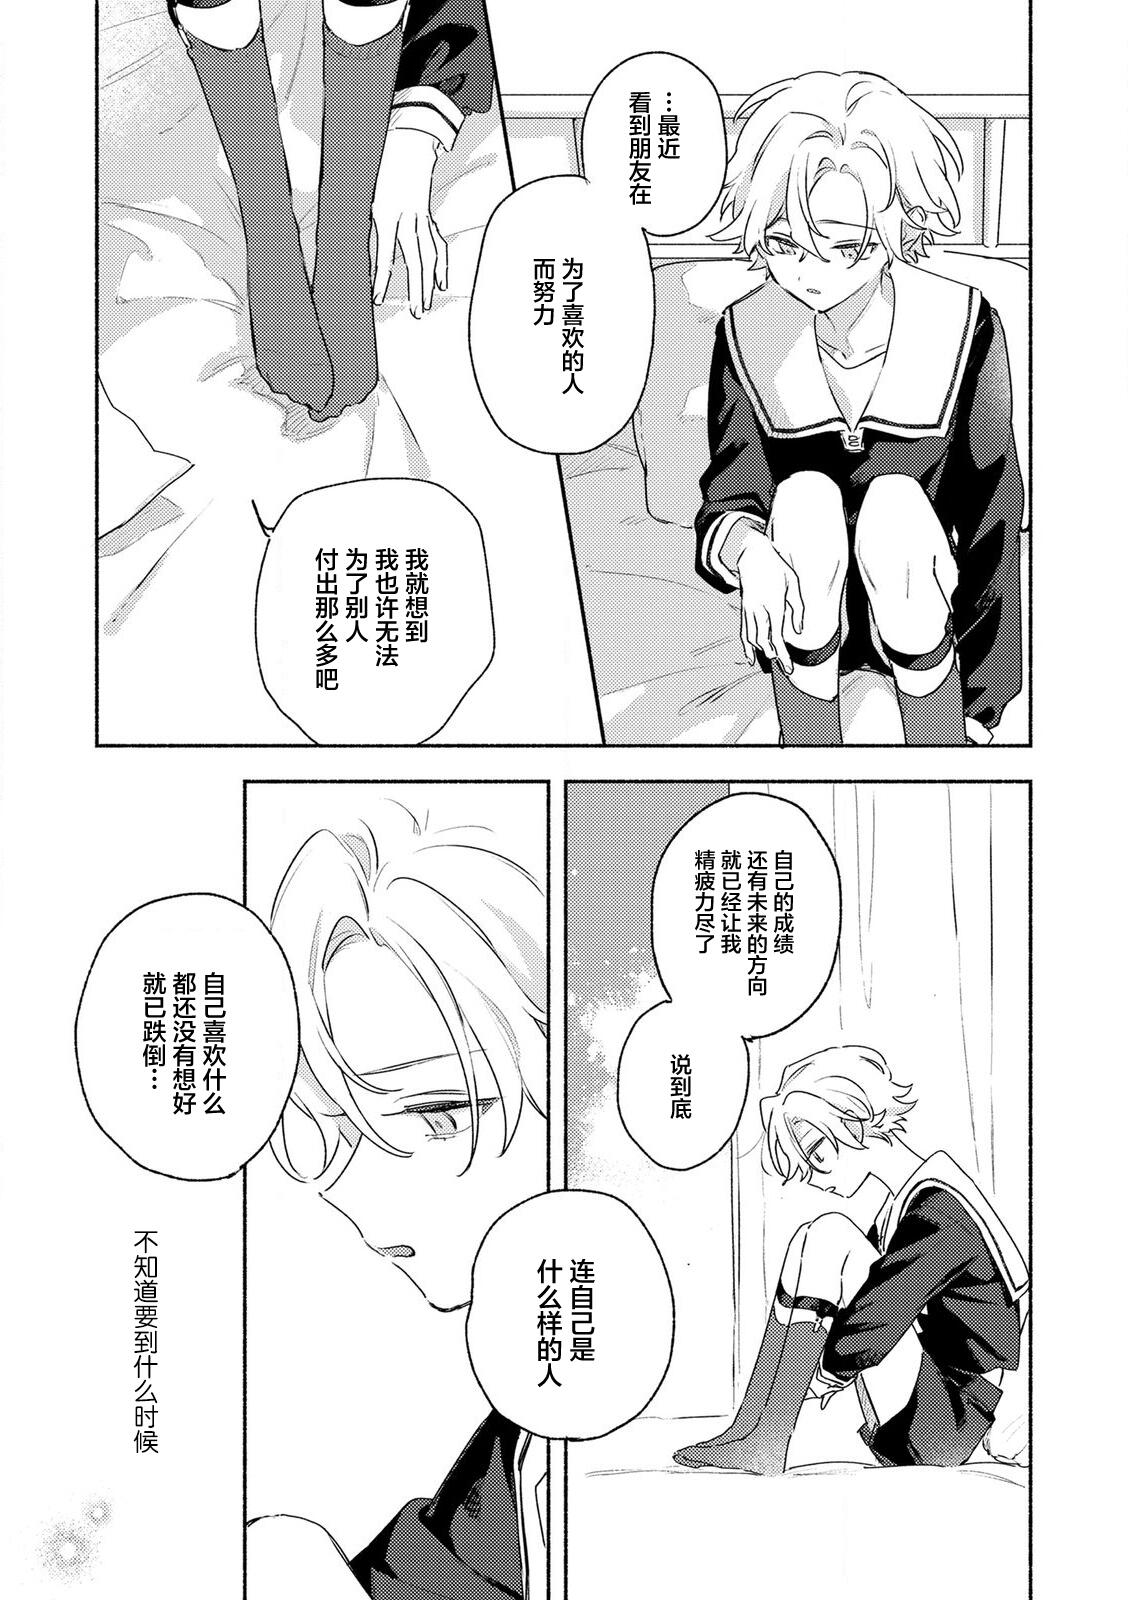 …最近
看到朋友在
为了喜欢的人
而努力
我就想到
我也许无法
为了别人
付出那么多吧
自己的成绩
还有未来的方向
就已经让我
精疲力尽了
说到底
连自己是
什么样的人
自己喜欢什么
都还没有想好
就已跌倒…
不知道要到什么时候